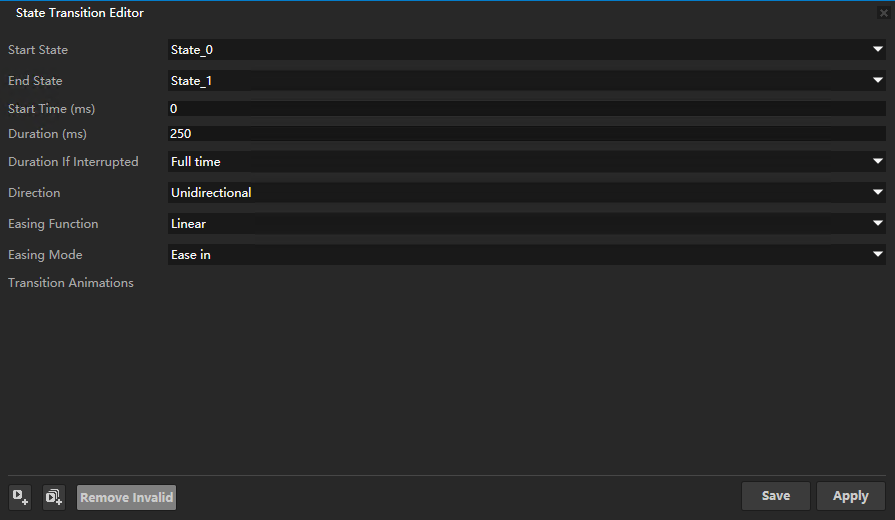 State Transition Editor
Start State State_0
End State State_1
Start Time (ms) 0
Duration (ms) 250
Duration If Interrupted Full time
Direction Unidirectional
Easing Function Linear
Easing Mode Ease in
Transition Animations
Remove Invalid Save Apply